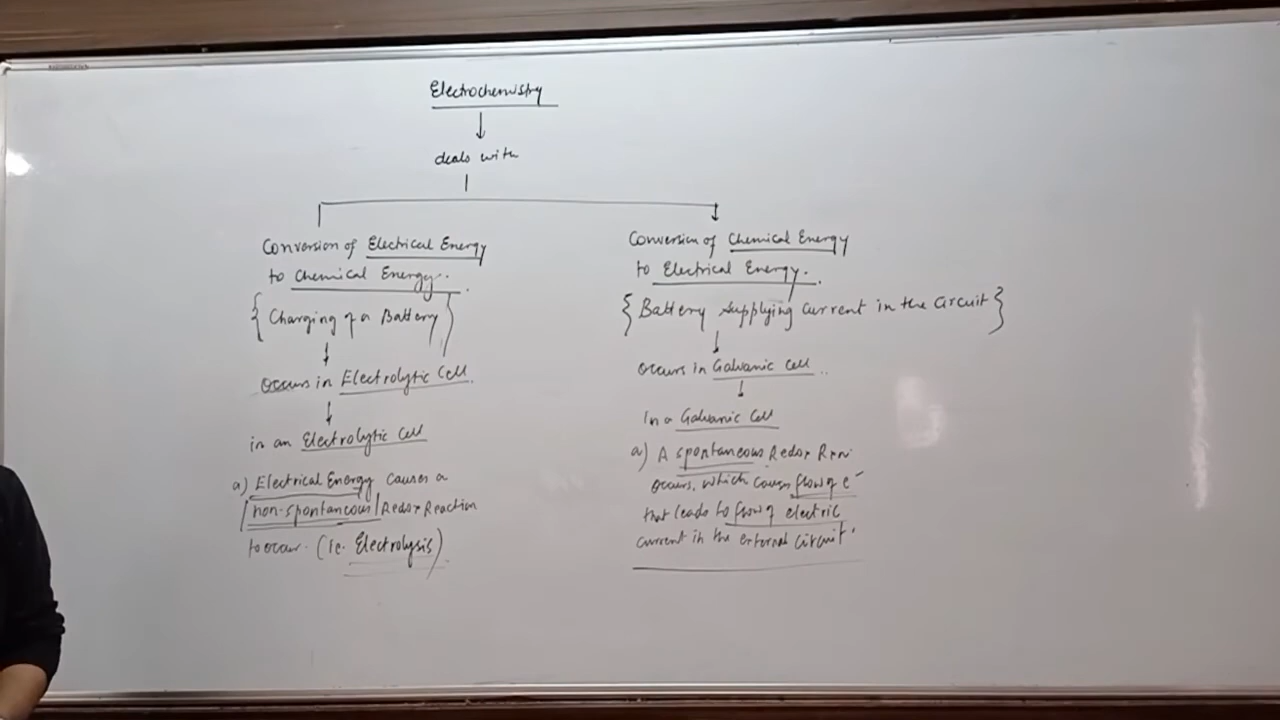 Electrochemistry
deals with
Conversion of Electrical Energy
to Chemical Energy.
{ Charging of a Battery }
Occurs in Electrolytic Cell.
in an Electrolytic Cell
a) Electrical Energy causes a
non-spontaneous Redox Reaction
to occur. (ie. Electrolysis)
Conversion of Chemical Energy
to Electrical Energy.
{ Battery supplying current in the circuit }
Occurs in Galvanic Cell.
In a Galvanic Cell
a) A spontaneous Redox Rxn.
occurs, which causes flow of e⁻
that leads to flow of electric
current in the external circuit.